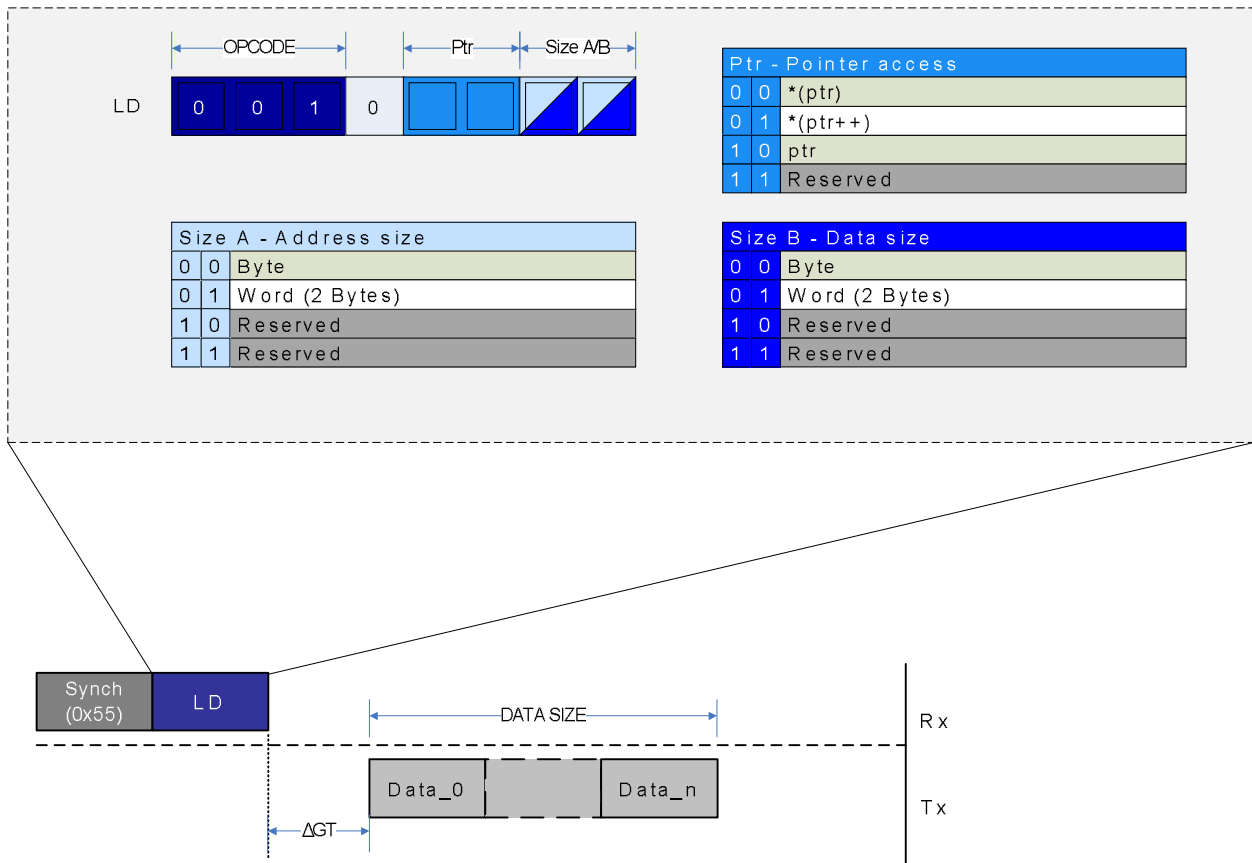 OPCODE Ptr Size A/B
LD 0 0 1 0
Ptr - Pointer access
0 0 *(ptr)
0 1 *(ptr++)
1 0 ptr
1 1 Reserved
Size A - Address size
0 0 Byte
0 1 Word (2 Bytes)
1 0 Reserved
1 1 Reserved
Size B - Data size
0 0 Byte
0 1 Word (2 Bytes)
1 0 Reserved
1 1 Reserved
Synch
(0x55)
LD
DATA SIZE
Rx
Data_0 Data_n
Tx
ΔGT